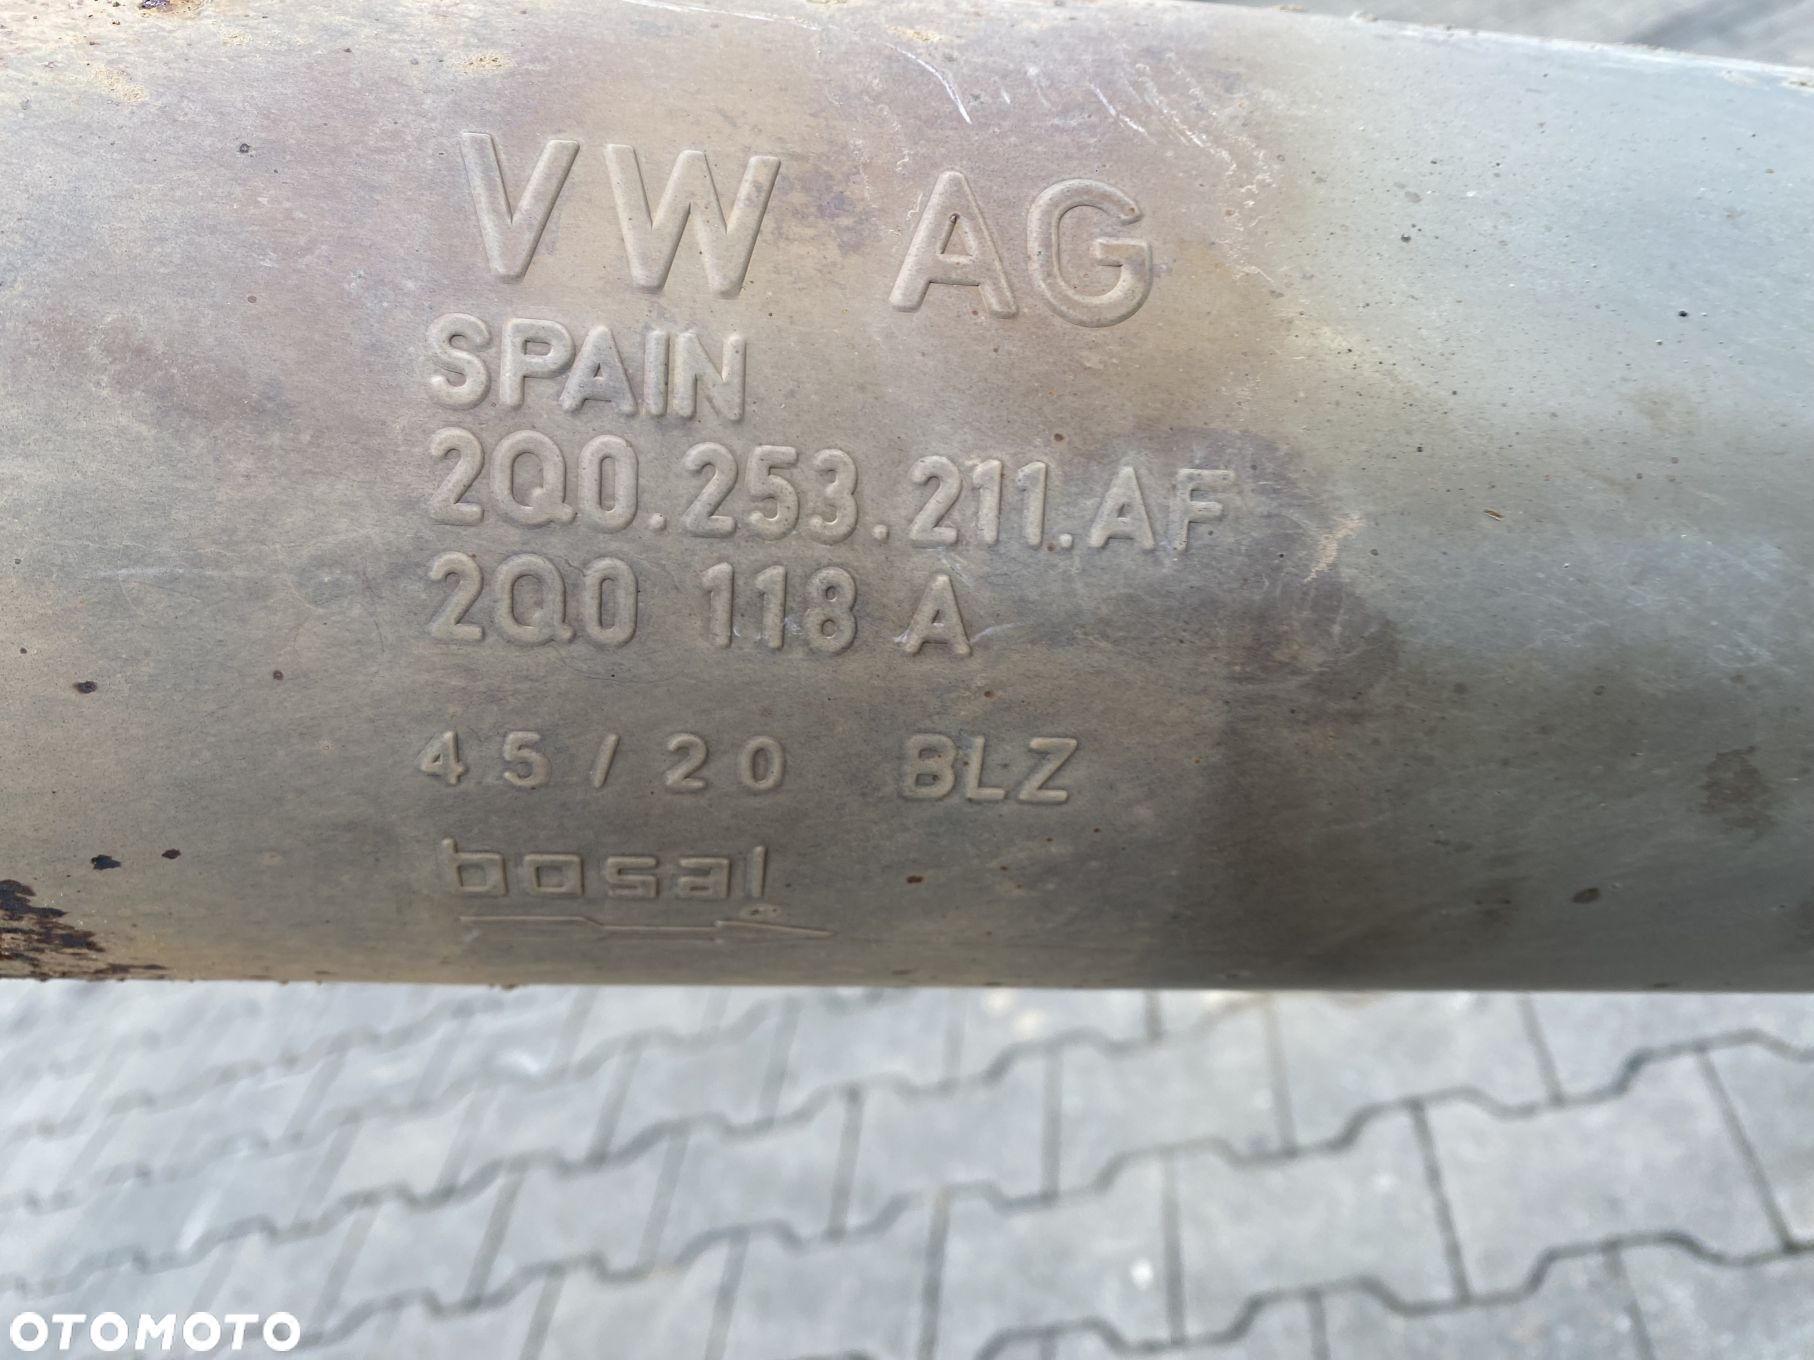 VW AG
SPAIN
2Q0.253.211.AF
2Q0 118 A
45/20 BLZ
bosal
OTOMOTO